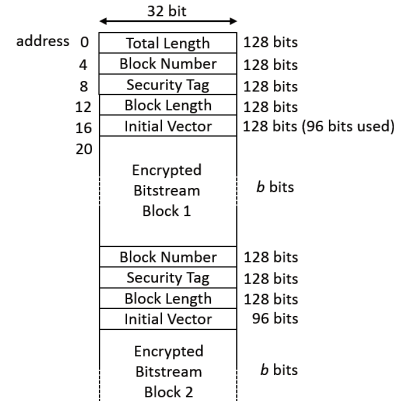 32 bit
address 0 Total Length 128 bits
4 Block Number 128 bits
8 Security Tag 128 bits
12 Block Length 128 bits
16 Initial Vector 128 bits (96 bits used)
20
Encrypted
Bitstream b bits
Block 1
Block Number 128 bits
Security Tag 128 bits
Block Length 128 bits
Initial Vector 96 bits
Encrypted
Bitstream b bits
Block 2